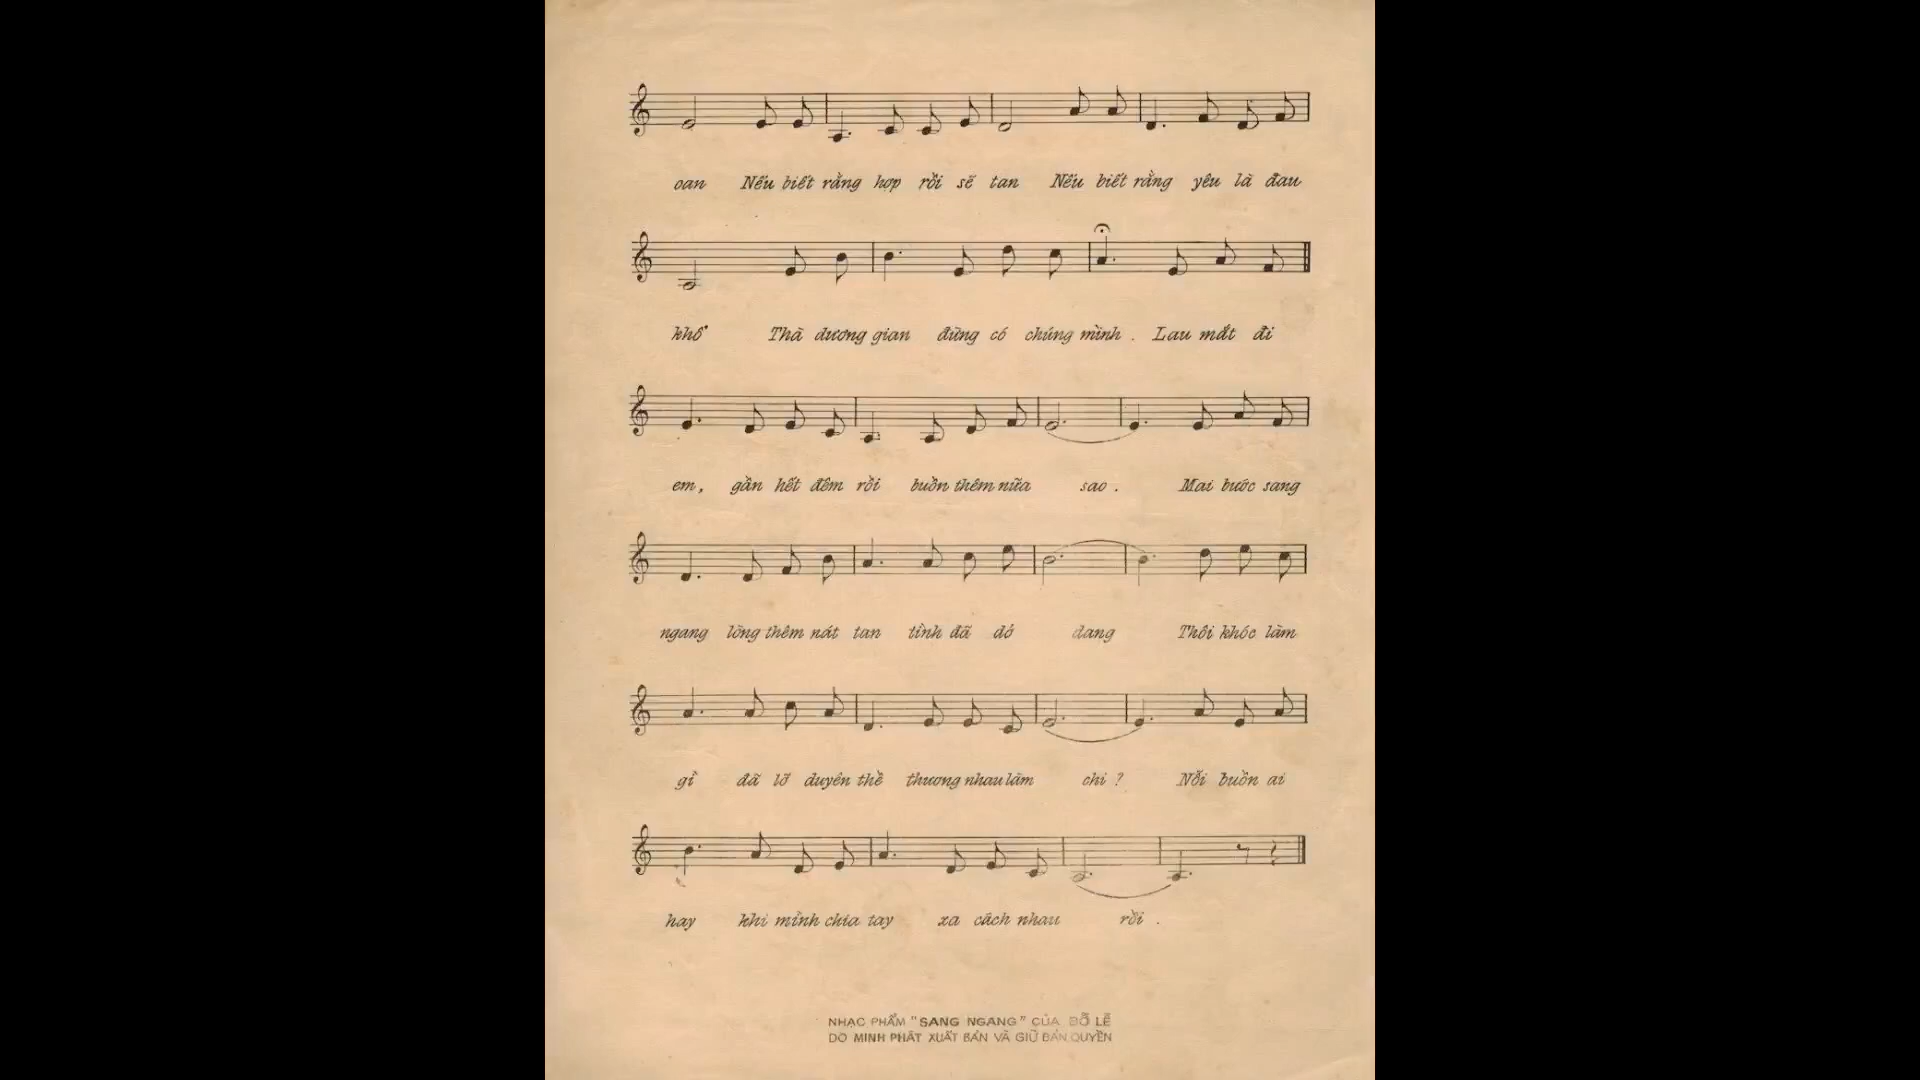 oan Nếu biết rằng hợp rồi sẽ tan Nếu biết rằng yêu là đau
khổ Thà dương gian đừng có chúng mình . Lau mắt đi
em, gần hết đêm rồi buồn thêm nữa sao . Mai bước sang
ngang lòng thêm nát tan tình đã dở dang Thôi khóc làm
gì đã lỡ duyên thề thương nhau làm chi ? Nỗi buồn ai
hay khi mình chia tay xa cách nhau rồi .
NHẠC PHẨM "SANG NGANG" CỦA ĐỖ LỄ
DO MINH PHÁT XUẤT BẢN VÀ GIỮ BẢN QUYỀN